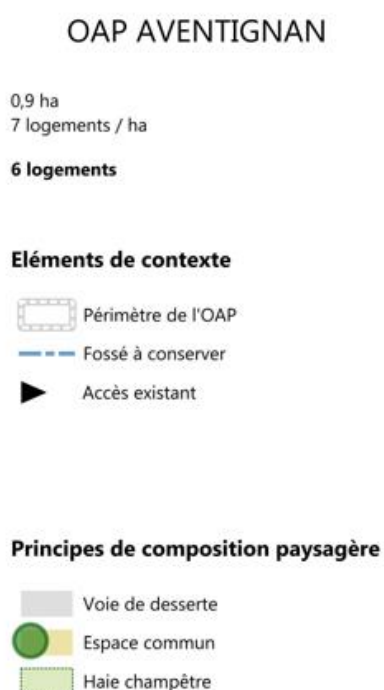 OAP AVENTIGNAN
0,9 ha
7 logements / ha
6 logements
Eléments de contexte
Périmètre de l'OAP
Fossé à conserver
Accès existant
Principes de composition paysagère
Voie de desserte
Espace commun
Haie champêtre